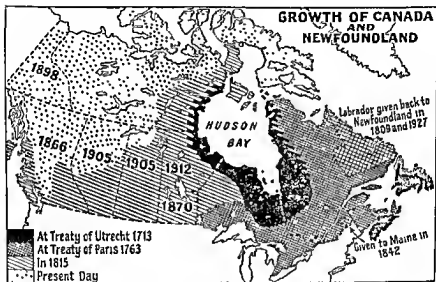 GROWTH OF CANADA
AND
NEWFOUNDLAND
1898
HUDSON
BAY
Labrador given back to
Newfoundland in
1809 and 1927
1866
1905
1905
1912
1870
At Treaty of Utrecht 1713
At Treaty of Paris 1763
In 1815
Present Day
Given to Maine in
1842